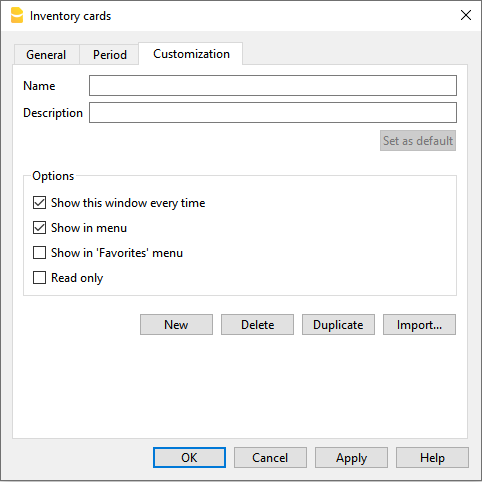 Inventory cards
General Period Customization
Name
Description
Set as default
Options
Show this window every time
Show in menu
Show in 'Favorites' menu
Read only
New Delete Duplicate Import...
OK Cancel Apply Help